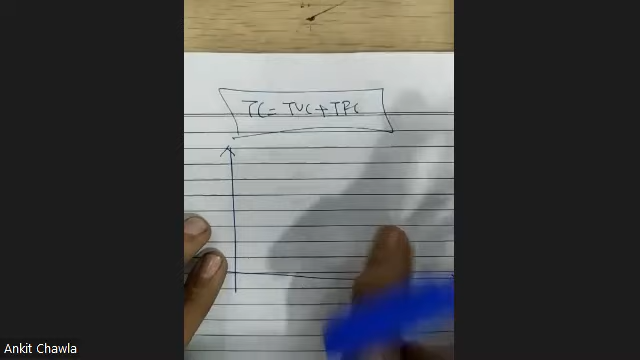 TC = TVC + TFC
Ankit Chawla